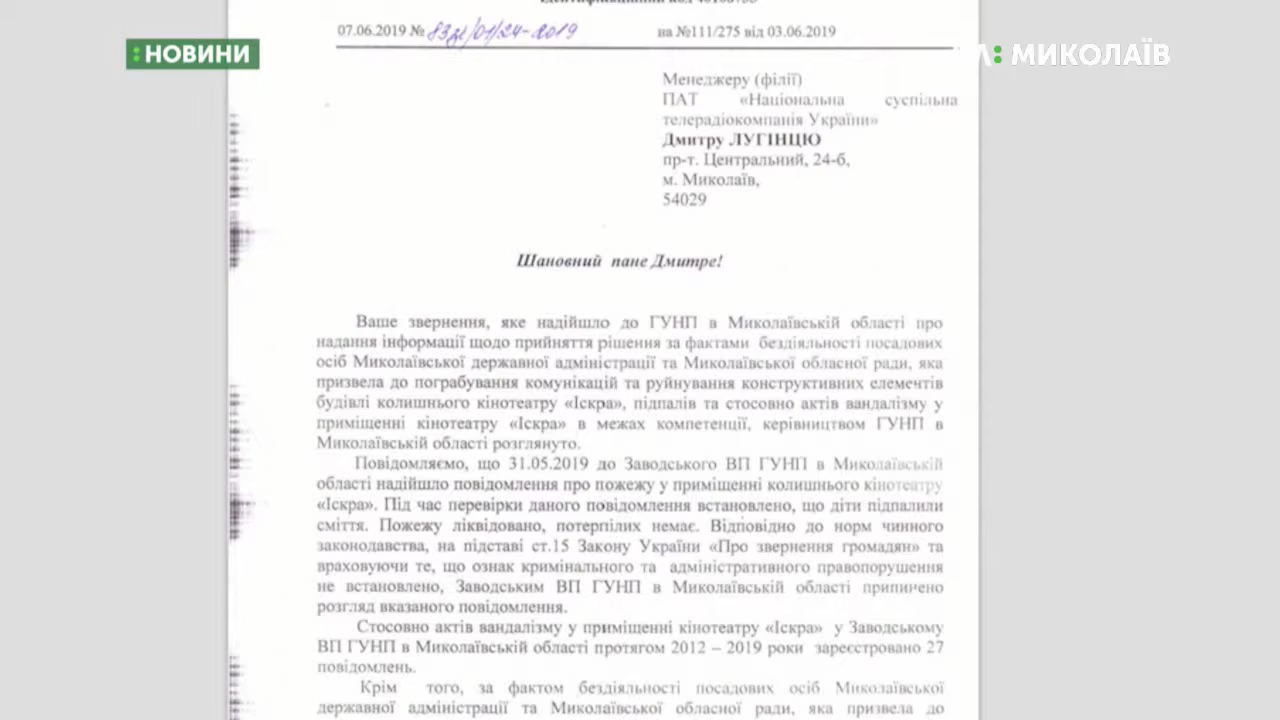 :НОВИНИ
: МИКОЛАЇВ
07.06.2019 №
на №111/275 від 03.06.2019
Менеджеру (філії)
ПАТ «Національна суспільна
телерадіокомпанія України»
Дмитру ЛУГІНЦЮ
пр-т. Центральний, 24-б,
м. Миколаїв,
54029
Шановний пане Дмитре!
Ваше звернення, яке надійшло до ГУНП в Миколаївській області про
надання інформації щодо прийняття рішення за фактами бездіяльності посадових
осіб Миколаївської державної адміністрації та Миколаївської обласної ради, яка
призвела до пограбування комунікацій та руйнування конструктивних елементів
будівлі колишнього кінотеатру «Іскра», підпалів та стосовно актів вандалізму у
приміщенні кінотеатру «Іскра» в межах компетенції, керівництвом ГУНП в
Миколаївській області розглянуто.
Повідомляємо, що 31.05.2019 до Заводського ВП ГУНП в Миколаївській
області надійшло повідомлення про пожежу у приміщенні колишнього кінотеатру
«Іскра». Під час перевірки даного повідомлення встановлено, що діти підпалили
сміття. Пожежу ліквідовано, потерпілих немає. Відповідно до норм чинного
законодавства, на підставі ст.15 Закону України «Про звернення громадян» та
враховуючи те, що ознак кримінального та адміністративного правопорушення
не встановлено, Заводським ВП ГУНП в Миколаївській області припинено
розгляд вказаного повідомлення.
Стосовно актів вандалізму у приміщенні кінотеатру «Іскра» у Заводському
ВП ГУНП в Миколаївській області протягом 2012 – 2019 роки зареєстровано 27
повідомлень.
Крім того, за фактом бездіяльності посадових осіб Миколаївської
державної адміністрації та Миколаївської обласної ради, яка призвела до